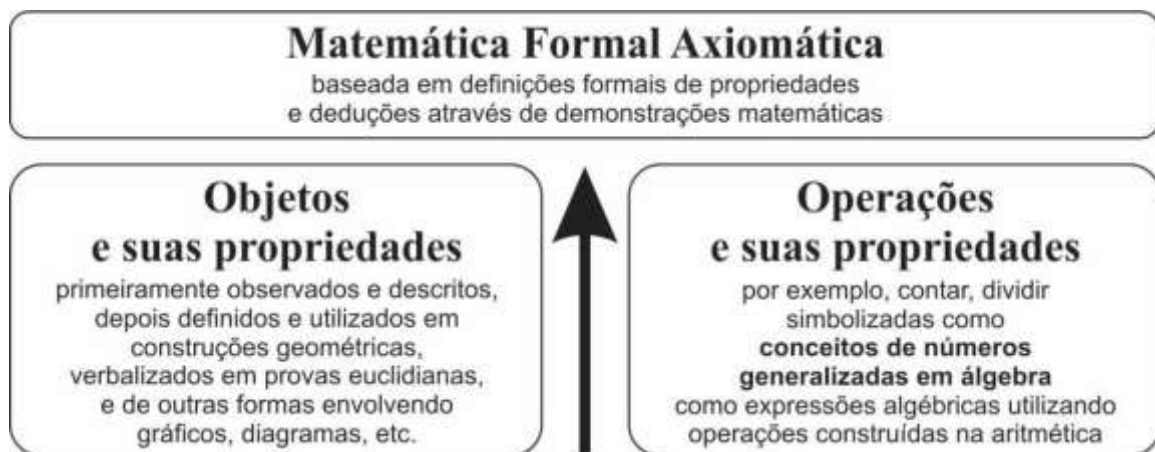 Matemática Formal Axiomática
baseada em definições formais de propriedades
e deduções através de demonstrações matemáticas
Objetos
e suas propriedades
primeiramente observados e descritos,
depois definidos e utilizados em
construções geométricas,
verbalizados em provas euclidianas,
e de outras formas envolvendo
gráficos, diagramas, etc.
Operações
e suas propriedades
por exemplo, contar, dividir
simbolizadas como
conceitos de números
generalizadas em álgebra
como expressões algébricas utilizando
operações construídas na aritmética